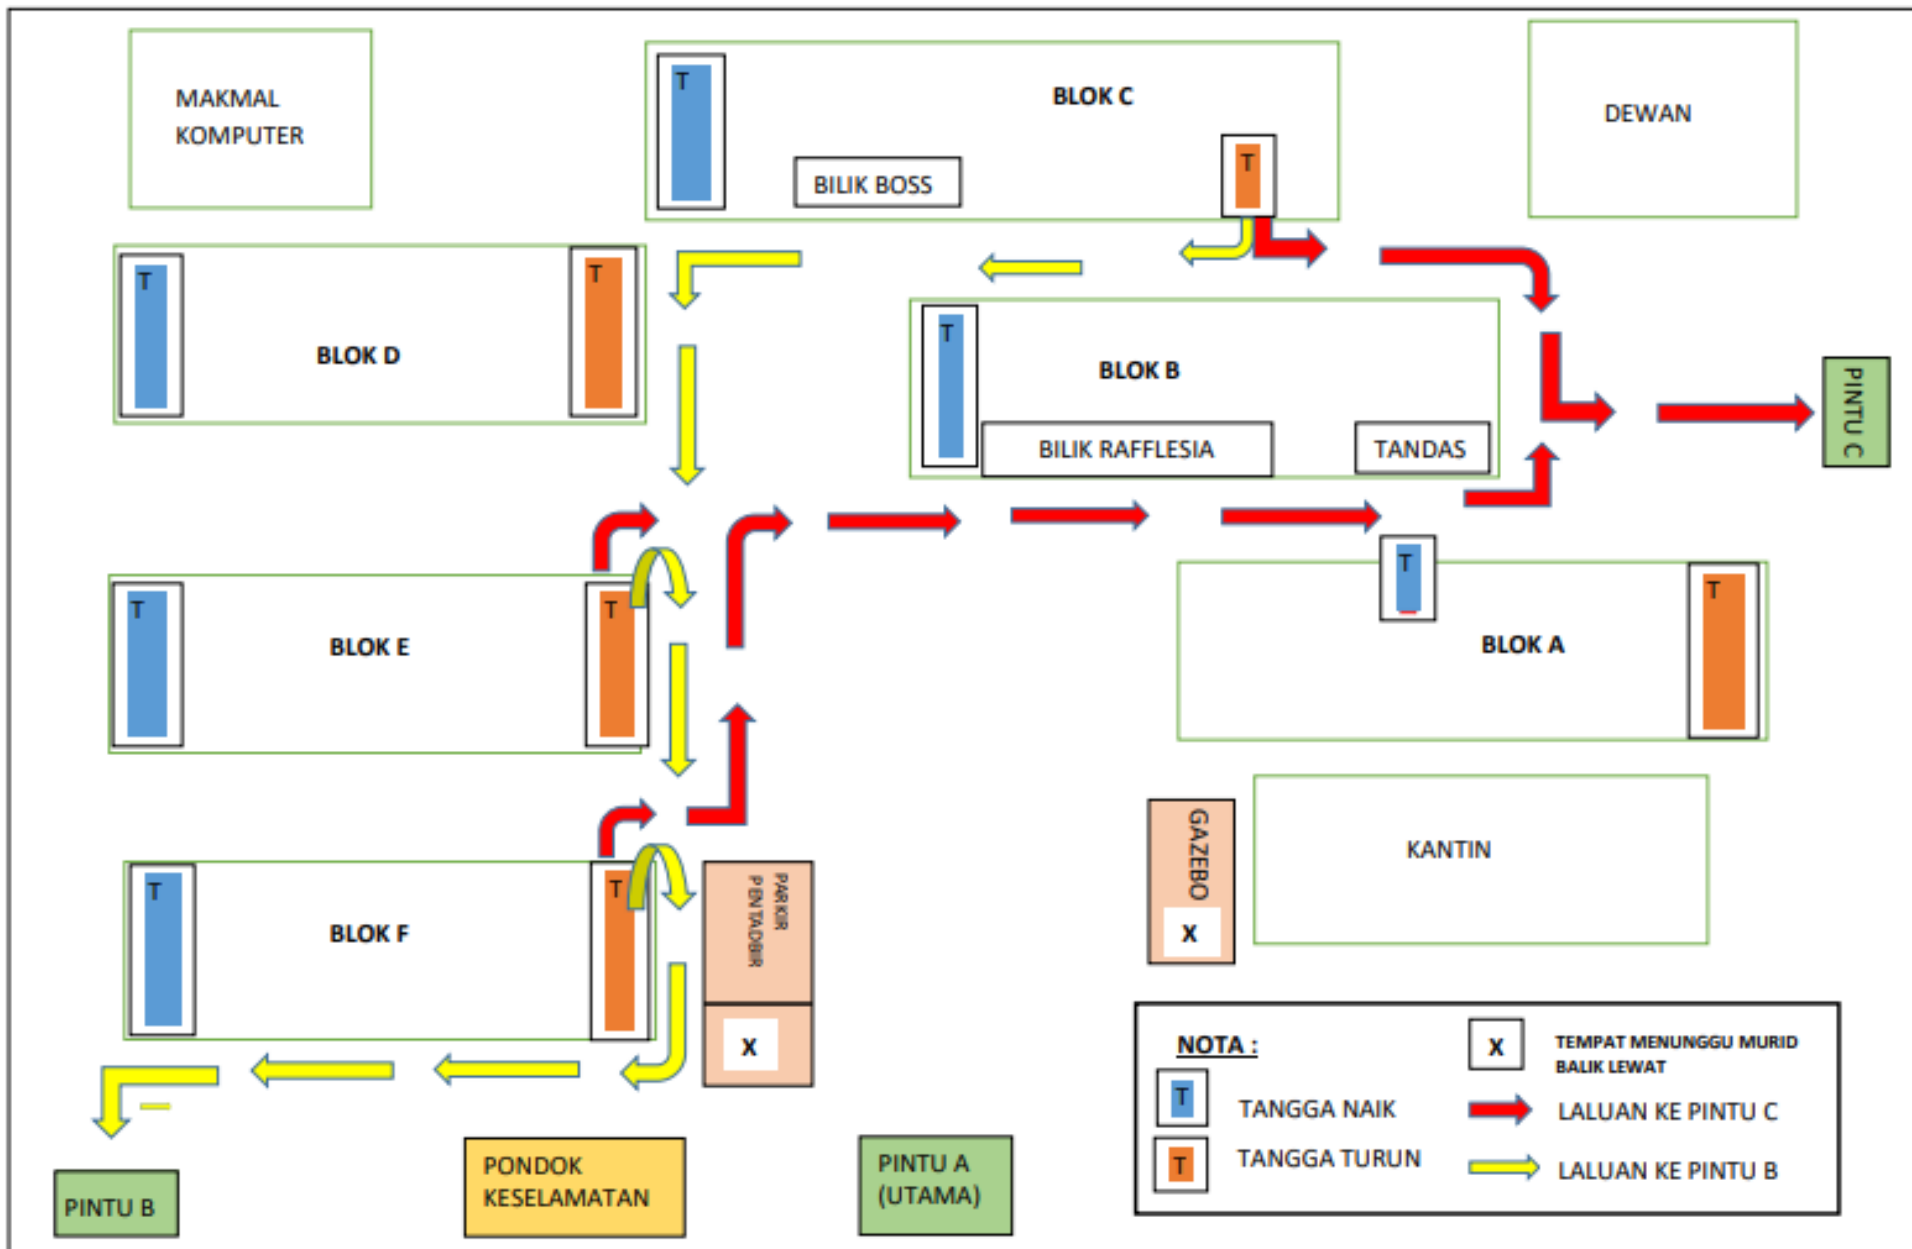 MAKMAL
KOMPUTER
T
BLOK C
BILIK BOSS
T
DEWAN
T
BLOK D
T
T
BLOK B
BILIK RAFFLESIA
TANDAS
PINTU C
T
BLOK E
T
T
BLOK A
T
T
BLOK F
T
PARKIR
PENTADBIR
X
GAZEBO
X
KANTIN
NOTA :
T TANGGA NAIK
T TANGGA TURUN
X TEMPAT MENUNGGU MURID
BALIK LEWAT
LALUAN KE PINTU C
LALUAN KE PINTU B
PINTU B
PONDOK
KESELAMATAN
PINTU A
(UTAMA)